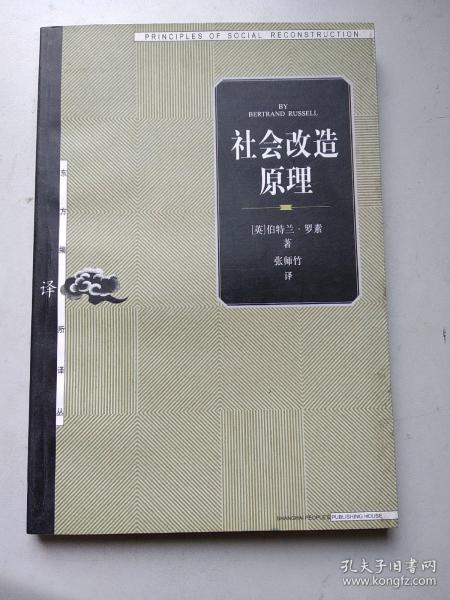 PRINCIPLES OF SOCIAL RECONSTRUCTION
BY
BERTRAND RUSSELL
社会改造
原理
[英]伯特兰·罗素
著
张师竹
译
东方编译所译丛
SHANGHAI PEOPLE'S PUBLISHING HOUSE
孔夫子旧书网
www.kongfz.com